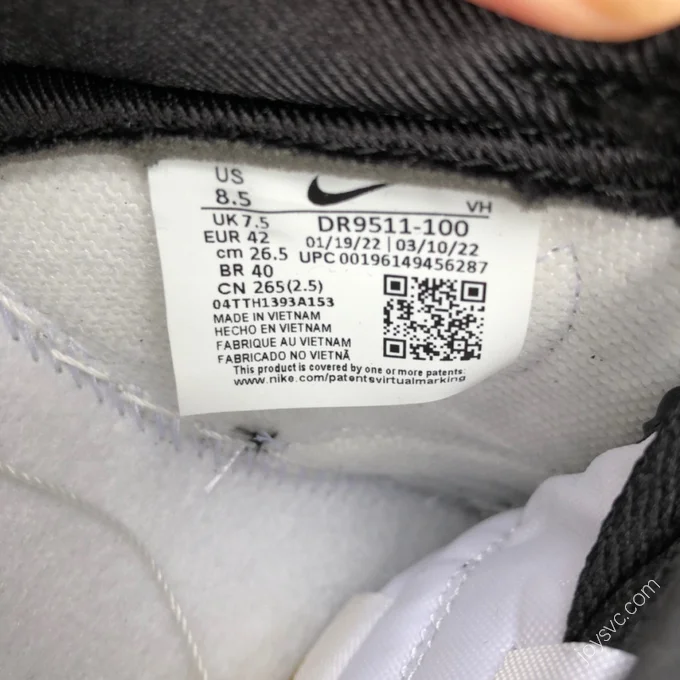 US
8.5
VH
UK 7.5
DR9511-100
EUR 42
01/19/22 | 03/10/22
cm 26.5
UPC 00196149456287
BR 40
CN 265(2.5)
04TTH1393A153
MADE IN VIETNAM
HECHO EN VIETNAM
FABRIQUE AU VIETNAM
FABRICADO NO VIETNÃ
This product is covered by one or more patents:
www.nike.com/patentsvirtualmarking